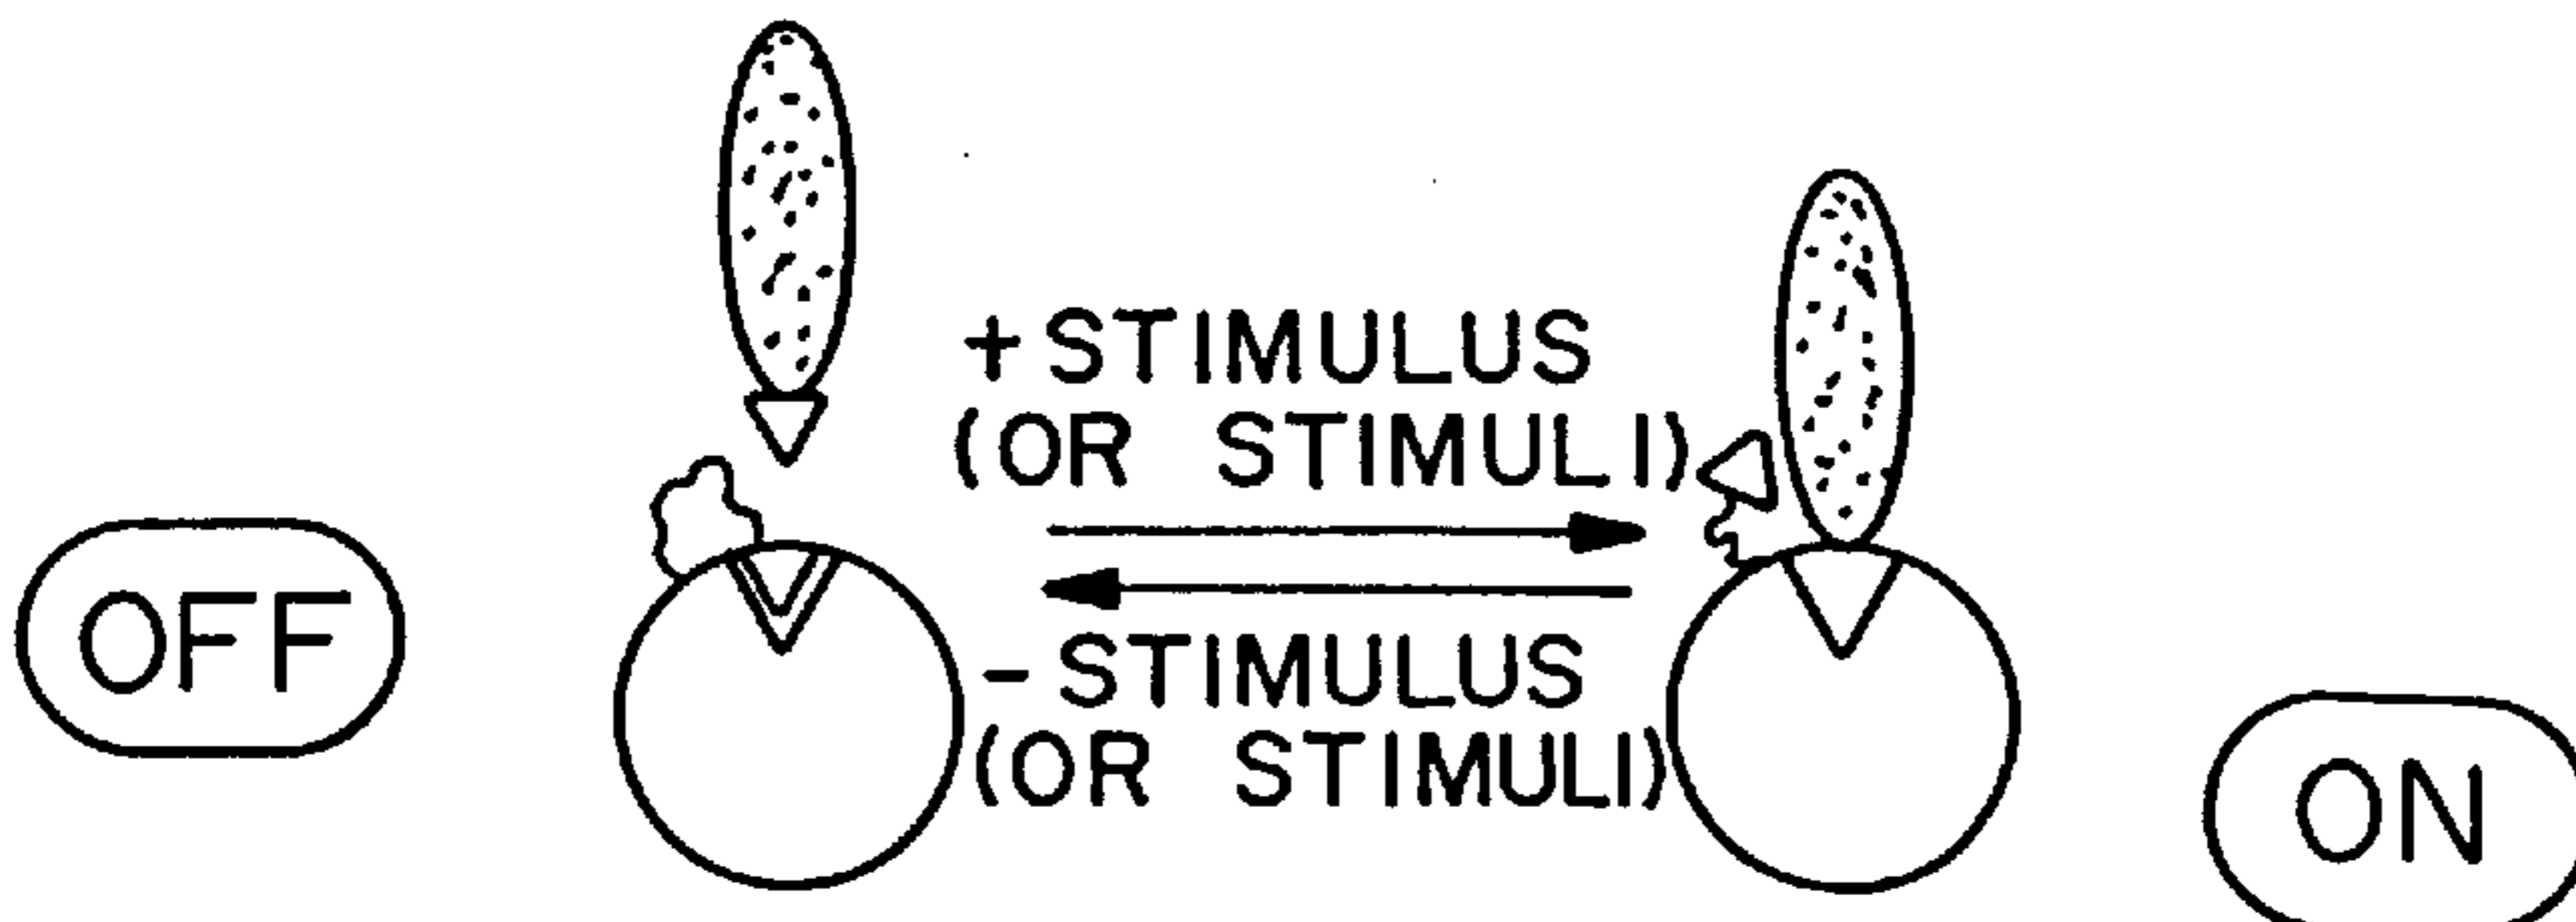 +STIMULUS
(OR STIMULI)
OFF
-STIMULUS
(OR STIMULI)
ON